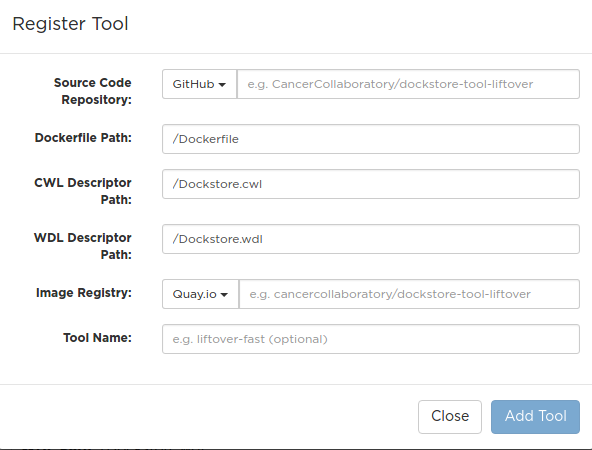 Register Tool
Source Code
Repository:
GitHub
e.g. CancerCollaboratory/dockstore-tool-liftover
Dockerfile Path:
/Dockerfile
CWL Descriptor
Path:
/Dockstore.cwl
WDL Descriptor
Path:
/Dockstore.wdl
Image Registry:
Quay.io
e.g. cancercollaboratory/dockstore-tool-liftover
Tool Name:
e.g. liftover-fast (optional)
Close
Add Tool